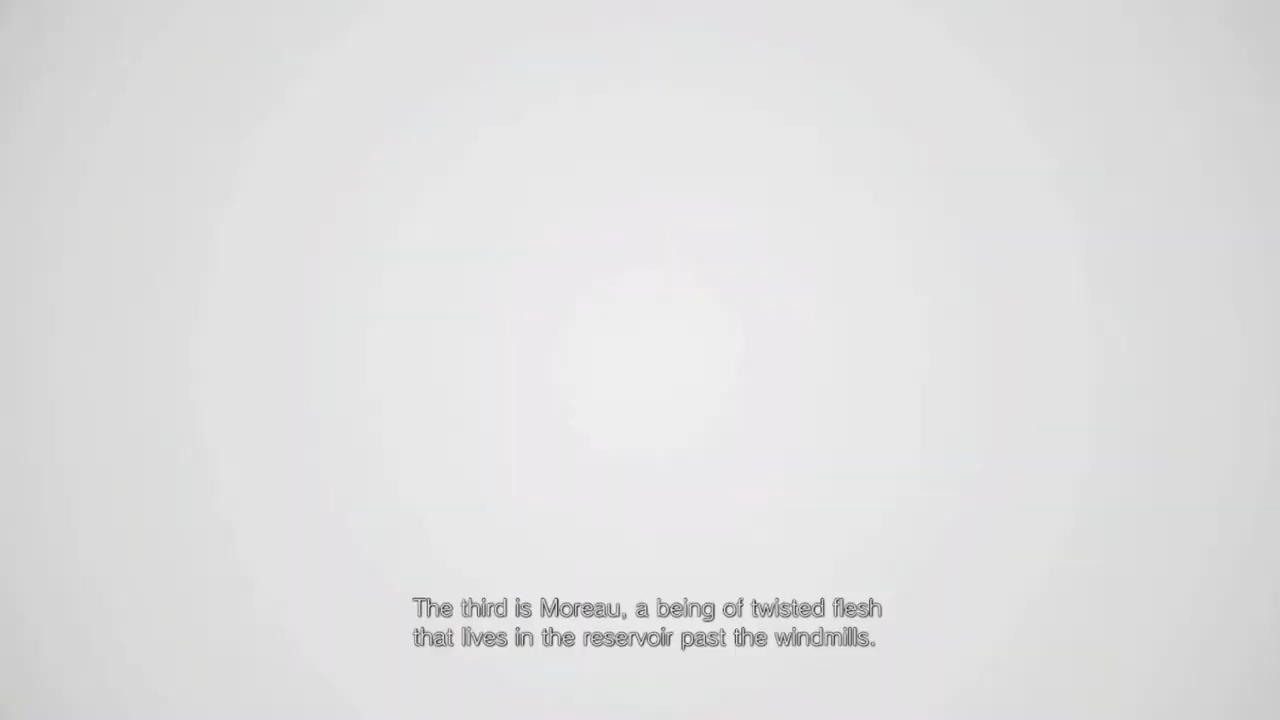 The third is Moreau, a being of twisted flesh
that lives in the reservoir past the windmills.